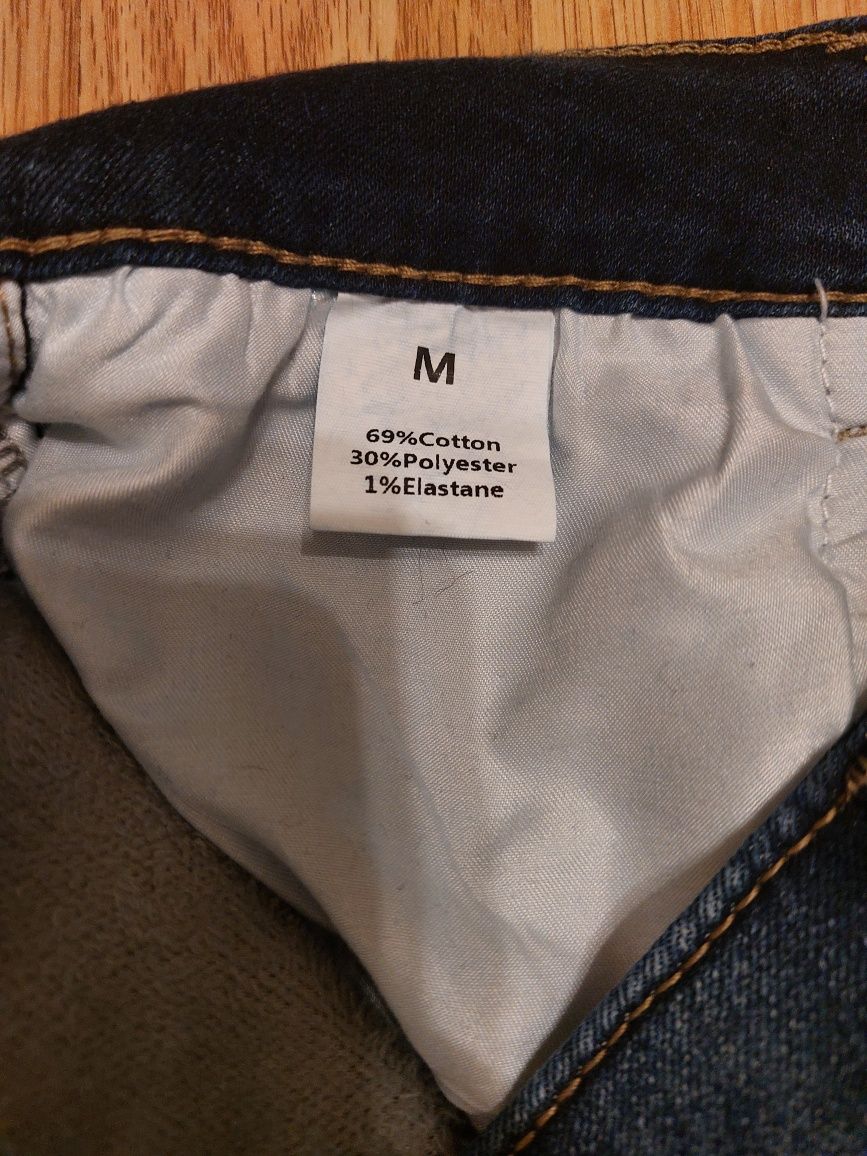 M
69%Cotton
30%Polyester
1%Elastane